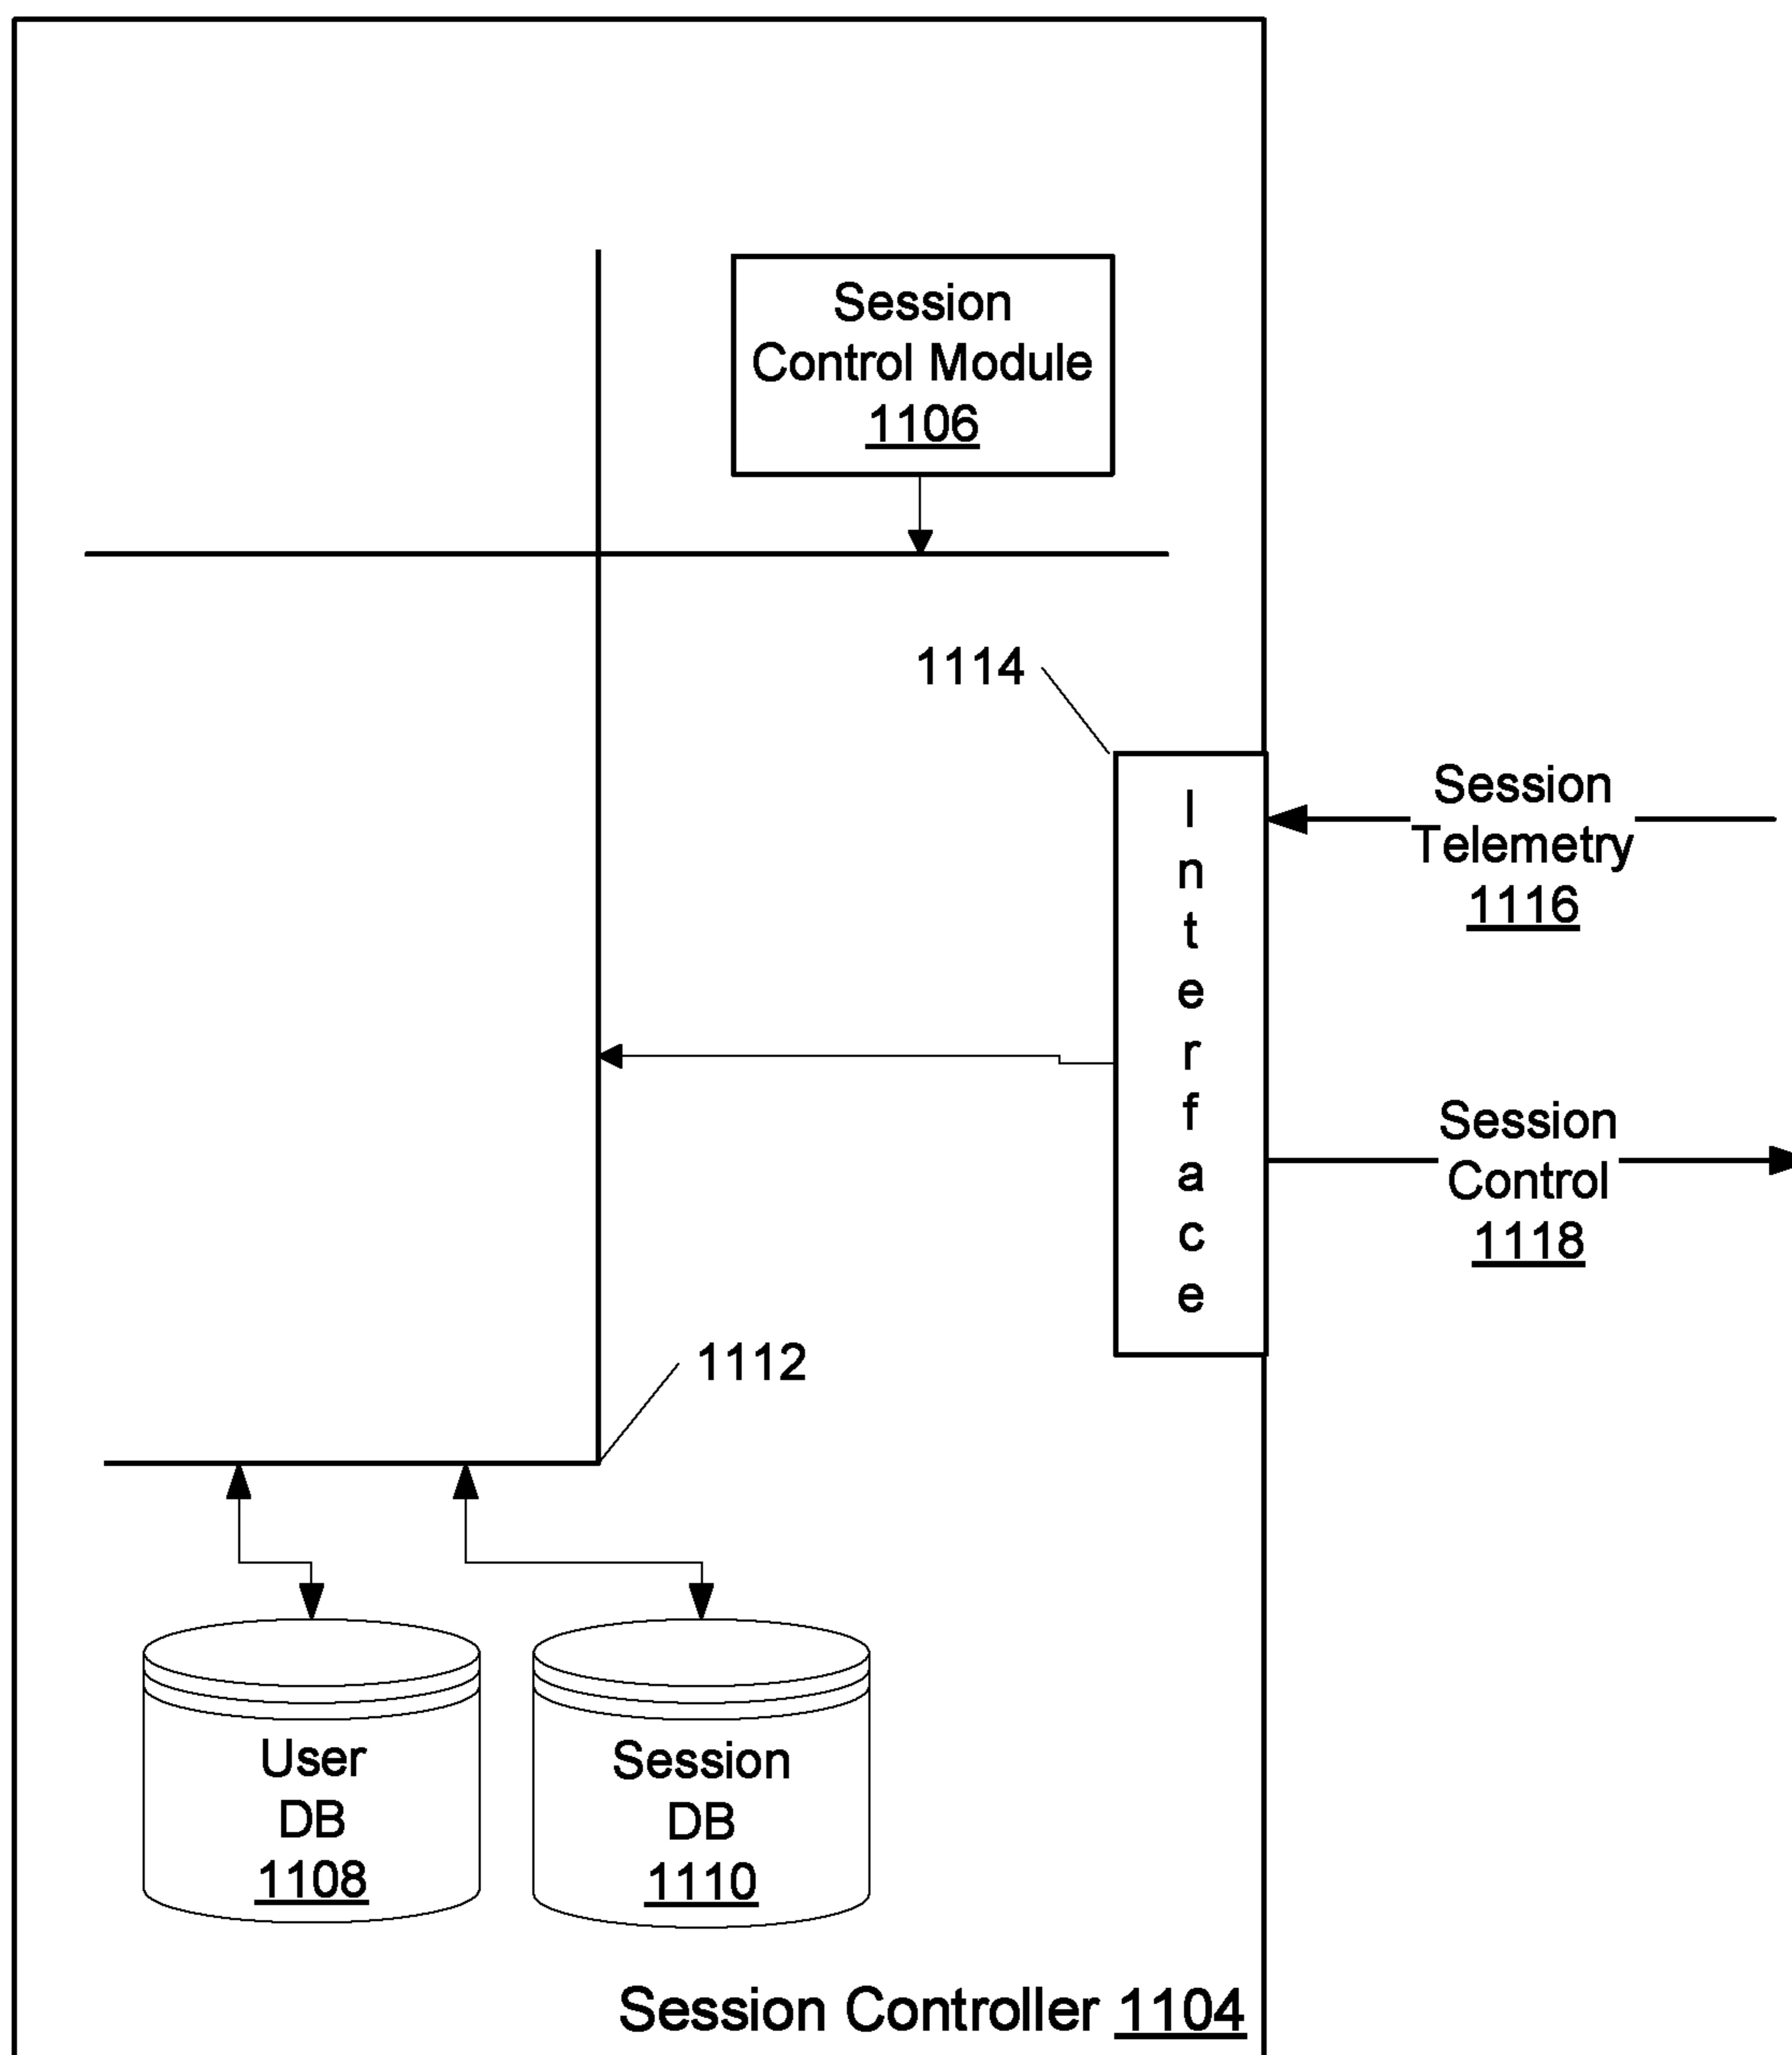 Session
Control Module
1106
1114
Interface
Session
Telemetry
1116
Session
Control
1118
1112
User
DB
1108
Session
DB
1110
Session Controller 1104